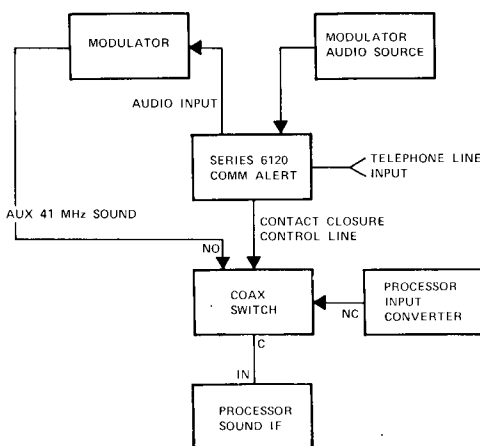 MODULATOR
MODULATOR
AUDIO SOURCE
AUDIO INPUT
SERIES 6120
COMM ALERT
TELEPHONE LINE
INPUT
AUX 41 MHz SOUND
CONTACT CLOSURE
CONTROL LINE
NO
COAX
SWITCH
NC
PROCESSOR
INPUT
CONVERTER
C
IN
PROCESSOR
SOUND IF